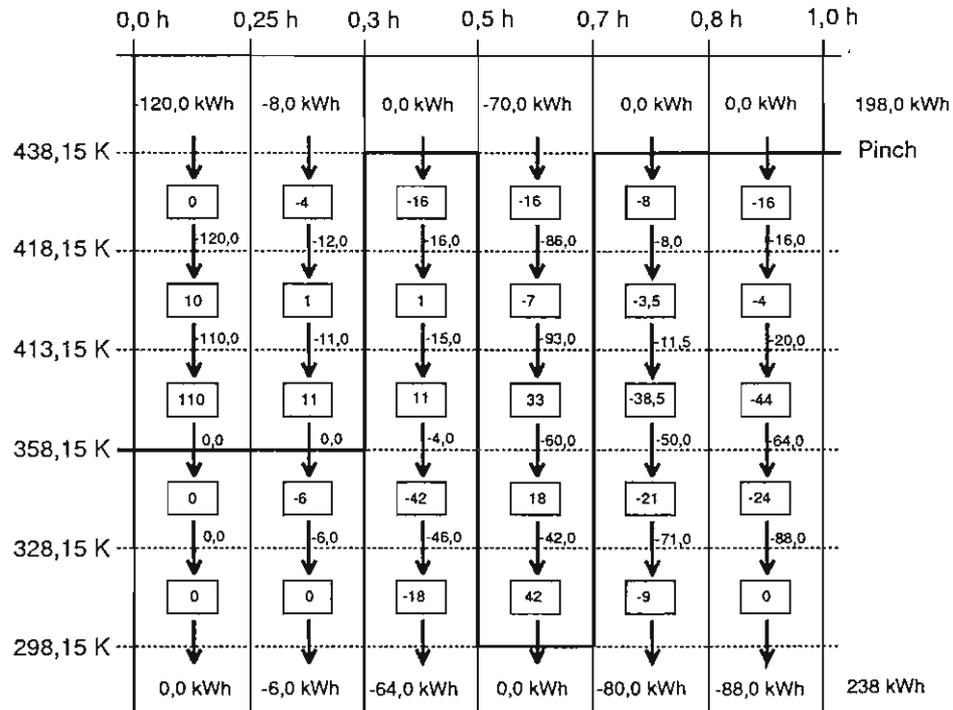 0,0 h 0,25 h 0,3 h 0,5 h 0,7 h 0,8 h 1,0 h
-120,0 kWh -8,0 kWh 0,0 kWh -70,0 kWh 0,0 kWh 0,0 kWh 198,0 kWh
438,15 K Pinch
0 -4 -16 -16 -8 -16
418,15 K -120,0 -12,0 -16,0 -86,0 -8,0 -16,0
10 1 1 -7 -3,5 -4
413,15 K -110,0 -11,0 -15,0 -93,0 -11,5 -20,0
110 11 11 33 -38,5 -44
358,15 K 0,0 0,0 -4,0 -60,0 -50,0 -64,0
0 -6 -42 18 -21 -24
328,15 K 0,0 -6,0 -46,0 -42,0 -71,0 -88,0
0 0 -18 42 -9 0
298,15 K
0,0 kWh -6,0 kWh -64,0 kWh 0,0 kWh -80,0 kWh -88,0 kWh 238 kWh